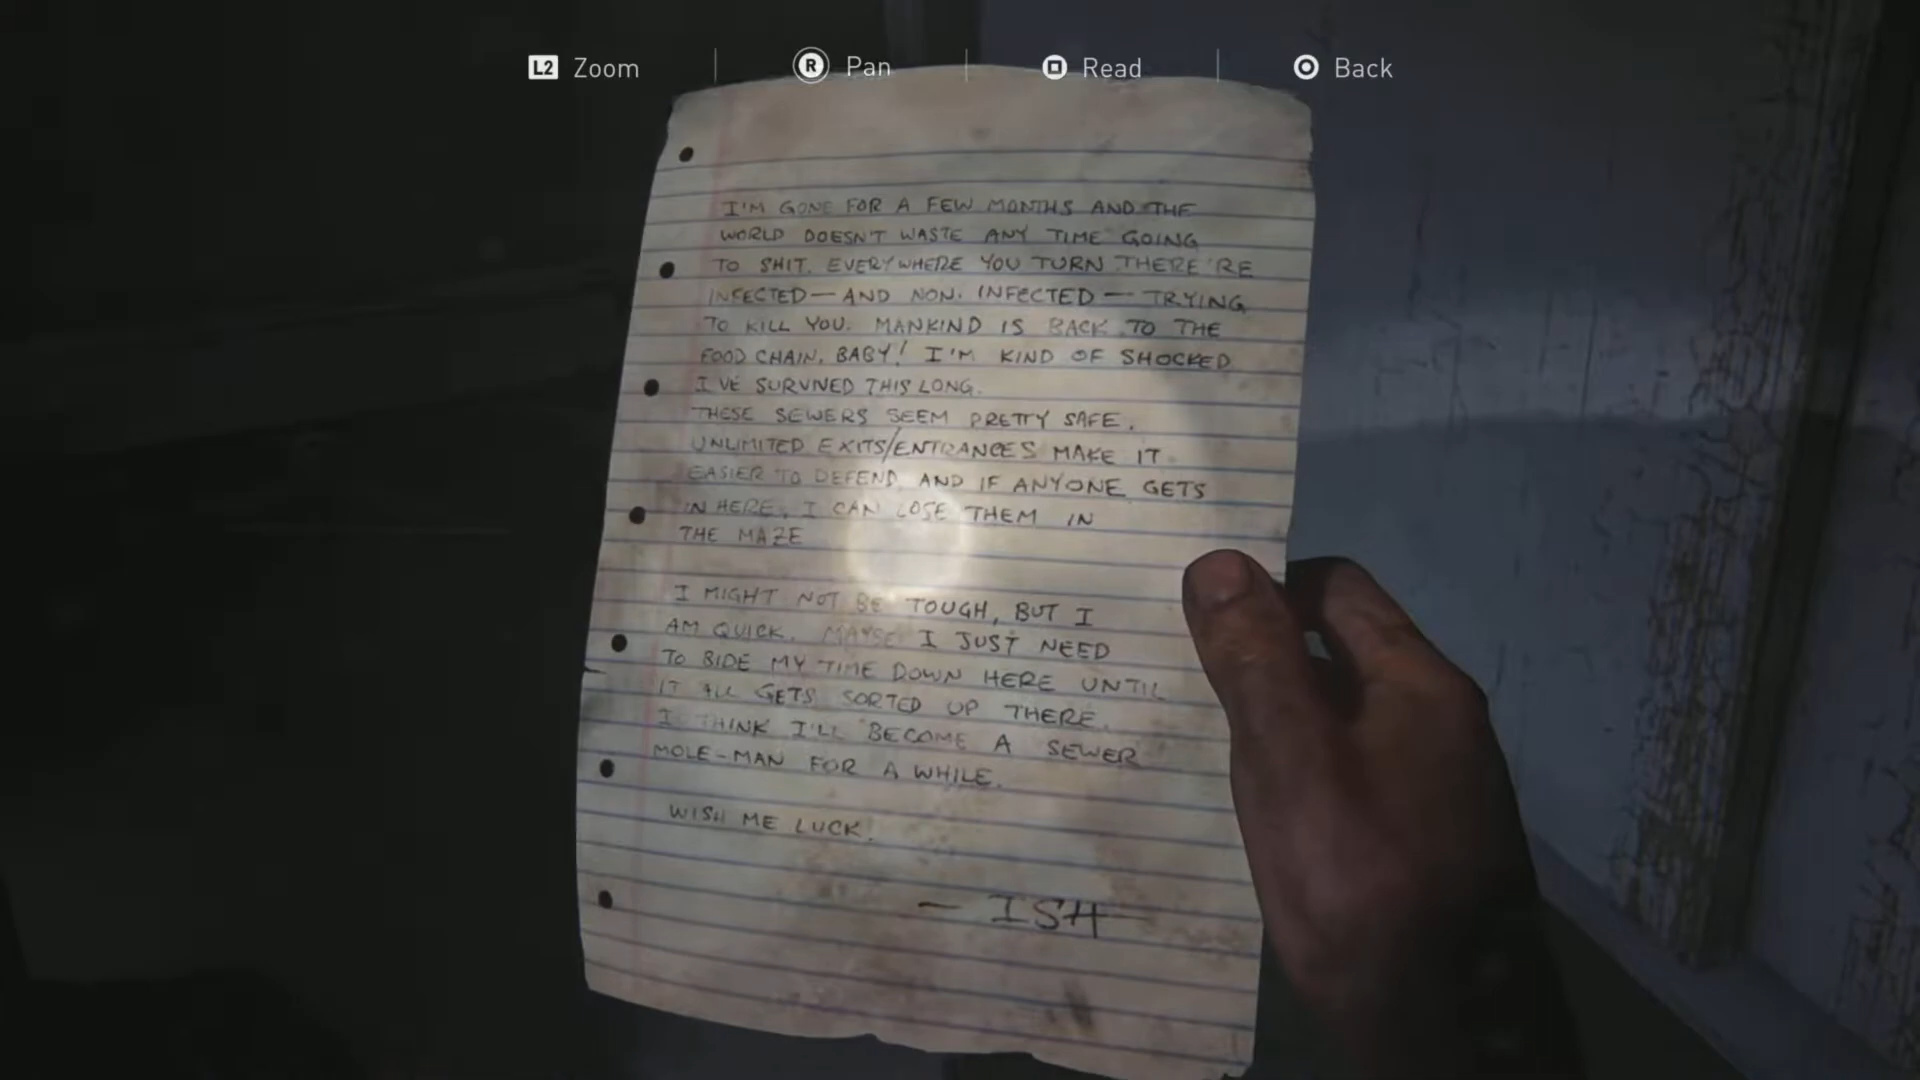 L2 Zoom R Pan Read Back
I'M GONE FOR A FEW MONTHS AND THE
WORLD DOESN'T WASTE ANY TIME GOING
TO SHIT. EVERYWHERE YOU TURN THERE'RE
INFECTED — AND NON. INFECTED — TRYING
TO KILL YOU. MANKIND IS BACK TO THE
FOOD CHAIN, BABY! I'M KIND OF SHOCKED
I'VE SURVIVED THIS LONG.
THESE SEWERS SEEM PRETTY SAFE.
UNLIMITED EXITS/ENTRANCES MAKE IT
EASIER TO DEFEND AND IF ANYONE GETS
IN HERE, I CAN LOSE THEM IN
THE MAZE
I MIGHT NOT BE TOUGH, BUT I
AM QUICK. MAYBE I JUST NEED
TO BIDE MY TIME DOWN HERE UNTIL
IT ALL GETS SORTED UP THERE.
I THINK I'LL BECOME A SEWER
MOLE-MAN FOR A WHILE.
WISH ME LUCK.
— ISH